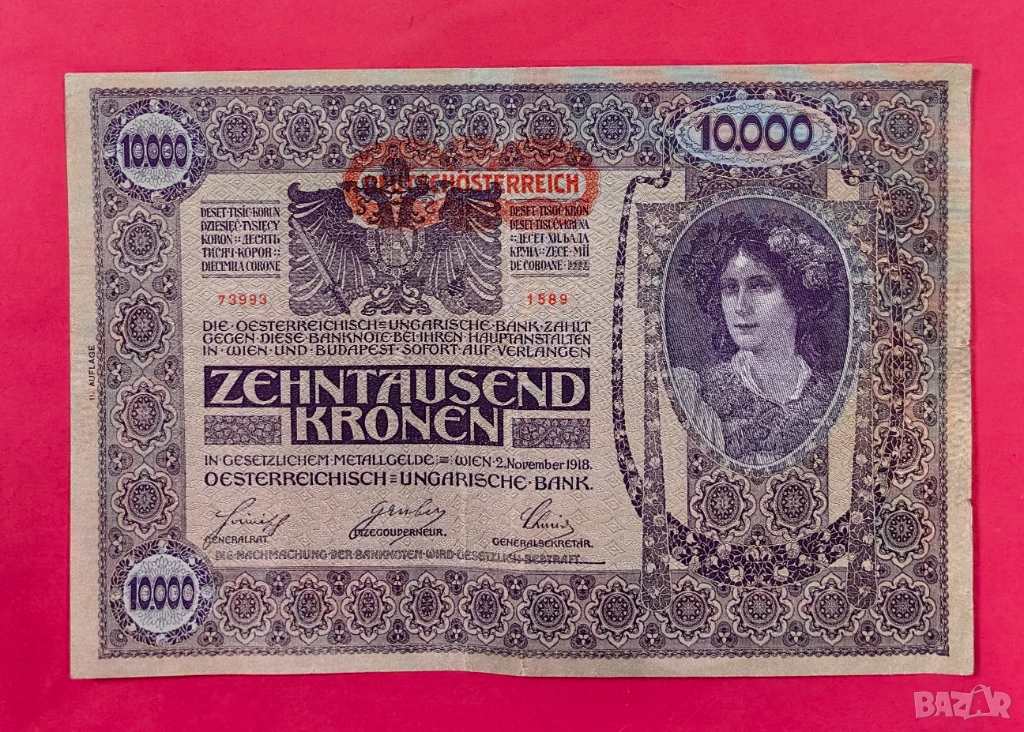 10.000
10.000
DEUTSCHÖSTERREICH
DESET-TISÍC-KORUN
DZIESIĘĆ-TYSIĘCY
KORON = ДЕСЯТЬ
ТИСЯЧ-КОРОН =
DIECIMILA CORONE
DESET-TISOČ-KRON
DESET-TISUĆA-KRUNA
= ДЕСЕТ ХИЉАДА
КРУНА = ZECE-MII
DE COROANE
73993
1589
DIE·OESTERREICHISCH=UNGARISCHE·BANK·ZAHLT
GEGEN·DIESE·BANKNOTE·BEI·IHREN·HAUPTANSTALTEN
IN·WIEN·UND·BUDAPEST·SOFORT·AUF·VERLANGEN
ZEHNTAUSEND
KRONEN
IN·GESETZLICHEM·METALLGELDE = WIEN·2.November 1918.
OESTERREICHISCH=UNGARISCHE·BANK.
GENERALRAT.
VIZEGOUVERNEUR.
GENERALSEKRETÄR.
DIE·NACHMACHUNG·DER·BANKNOTEN·WIRD·GESETZLICH·BESTRAFT.
10.000
II. AUFLAGE
BAZAR